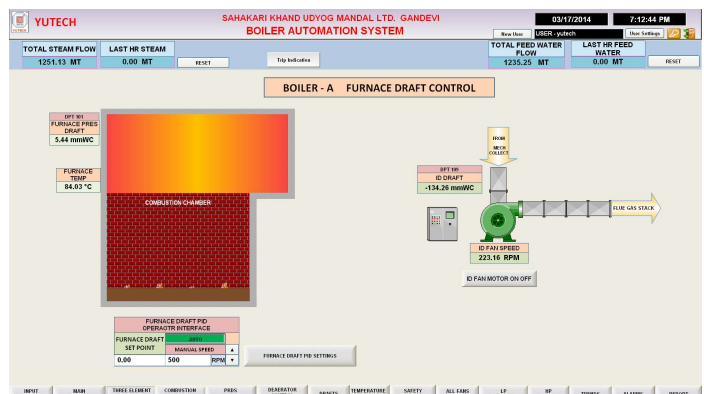 YUTECH
SAHAKARI KHAND UDYOG MANDAL LTD. GANDEVI
BOILER AUTOMATION SYSTEM
03/17/2014
7:12:44 PM
New User
USER - yutech
User Settings
TOTAL STEAM FLOW
1251.13 MT
LAST HR STEAM
0.00 MT
RESET
Trip Indication
TOTAL FEED WATER
FLOW
1235.25 MT
LAST HR FEED
WATER
0.00 MT
RESET
BOILER - A FURNACE DRAFT CONTROL
DPT 101
FURNACE PRES
DRAFT
5.44 mmWC
FURNACE
TEMP
84.03 °C
COMBUSTION CHAMBER
FROM
MECH
COLLECT
DPT 109
ID DRAFT
-134.26 mmWC
FLUE GAS STACK
ID FAN SPEED
223.16 RPM
ID FAN MOTOR ON OFF
FURNACE DRAFT PID
OPERAOTR INTERFACE
FURNACE DRAFT
SET POINT
MANUAL SPEED
0.00
500
RPM
FURNACE DRAFT PID SETTINGS
INPUT
MAIN
THREE ELEMENT
COMBUSTION
PRDS
DEAERATOR
DRAFTS
TEMPERATURE
SAFETY
ALL FANS
LP
HP
TRENDS
ALARMS
REPORT